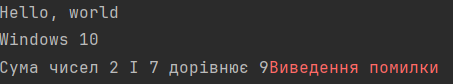 Hello, world
Windows 10
Сума чисел 2 І 7 дорівнює 9Виведення помилки